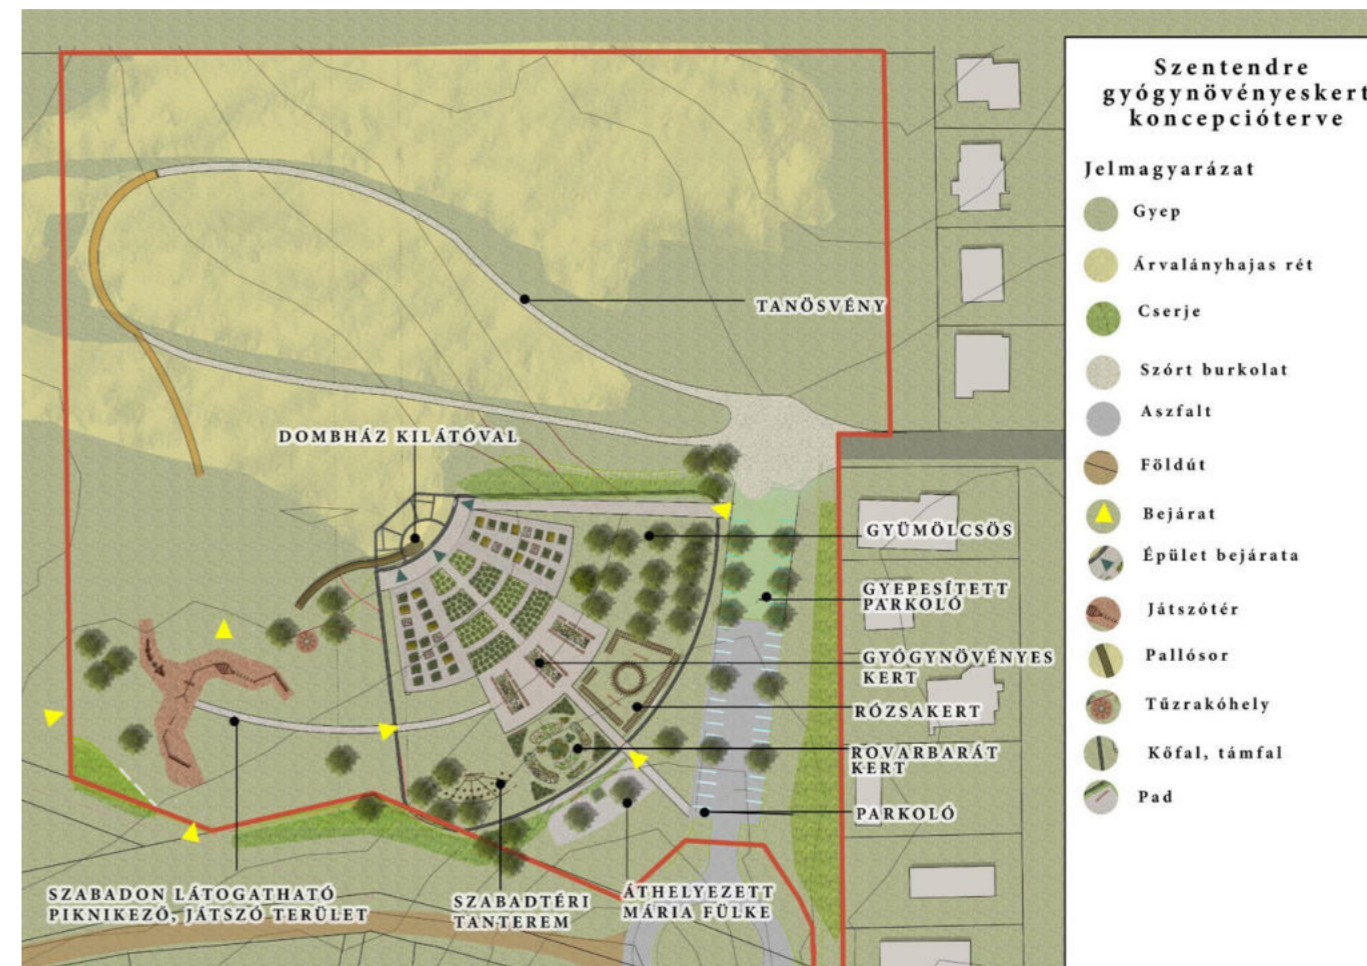 Szentendre
gyógynövényeskert
koncepcióterve
Jelmagyarázat
Gyep
Árvalányhajas rét
Cserje
Szórt burkolat
Aszfalt
Földút
Bejárat
Épület bejárata
Játszótér
Pallósor
Tűzrakóhely
Kőfal, támfal
Pad
TANÖSVÉNY
DOMBHÁZ KILÁTÓVAL
GYÜMÖLCSÖS
GYEPESÍTETT
PARKOLÓ
GYÓGYNÖVÉNYES
KERT
RÓZSAKERT
ROVARBARÁT
KERT
PARKOLÓ
SZABADON LÁTOGATHATÓ
PIKNIKEZŐ, JÁTSZÓ TERÜLET
SZABADTÉRI
TANTEREM
ÁTHELYEZETT
MÁRIA FÜLKE